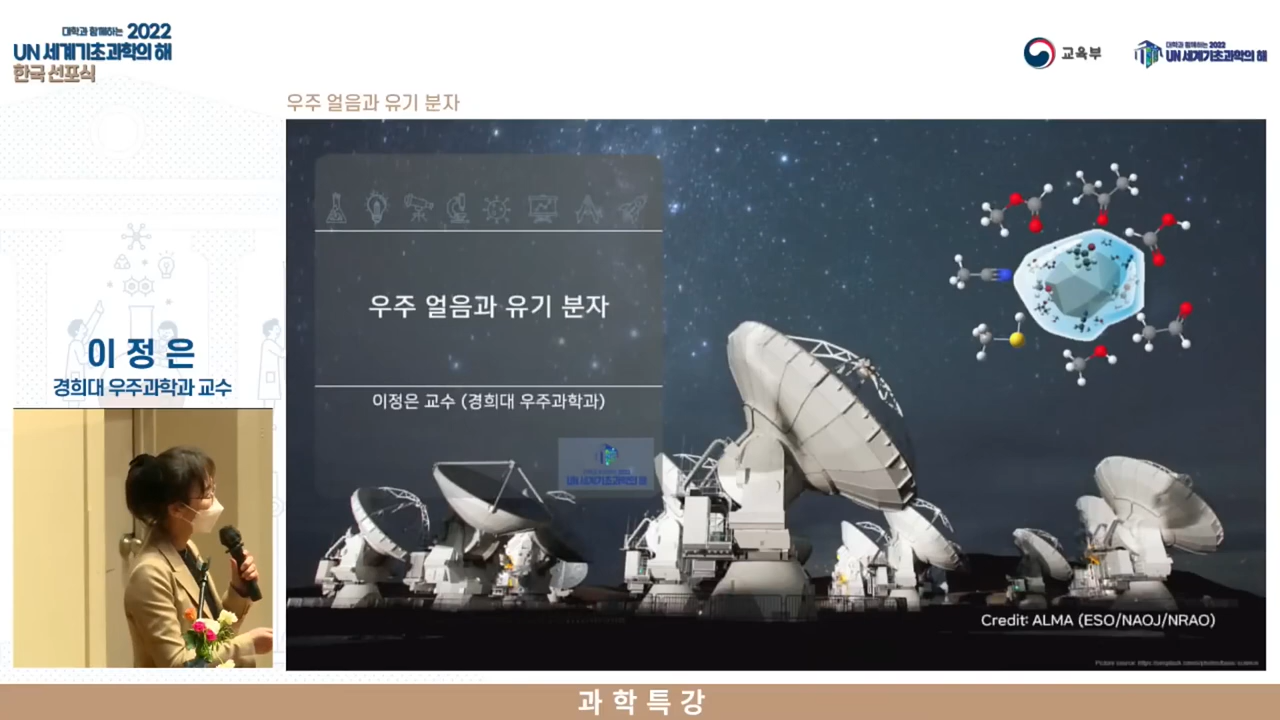 대학과 함께하는 2022
UN 세계기초과학의 해
한국 선포식
교육부
대학과 함께하는 2022
UN 세계기초과학의 해
우주 얼음과 유기 분자
우주 얼음과 유기 분자
이정은 교수 (경희대 우주과학과)
UN 세계기초과학의 해
Credit: ALMA (ESO/NAOJ/NRAO)
이정은
경희대 우주과학과 교수
과학특강